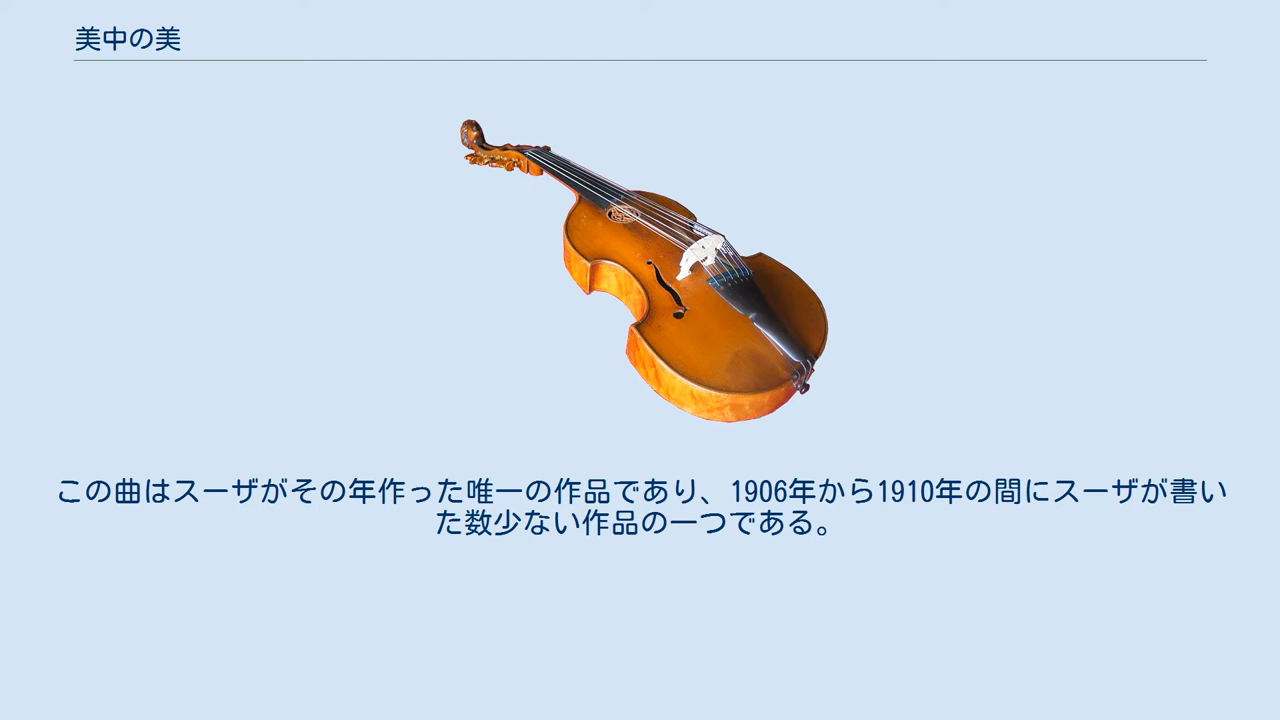 美中の美
この曲はスーザがその年作った唯一の作品であり、1906年から1910年の間にスーザが書い
た数少ない作品の一つである。